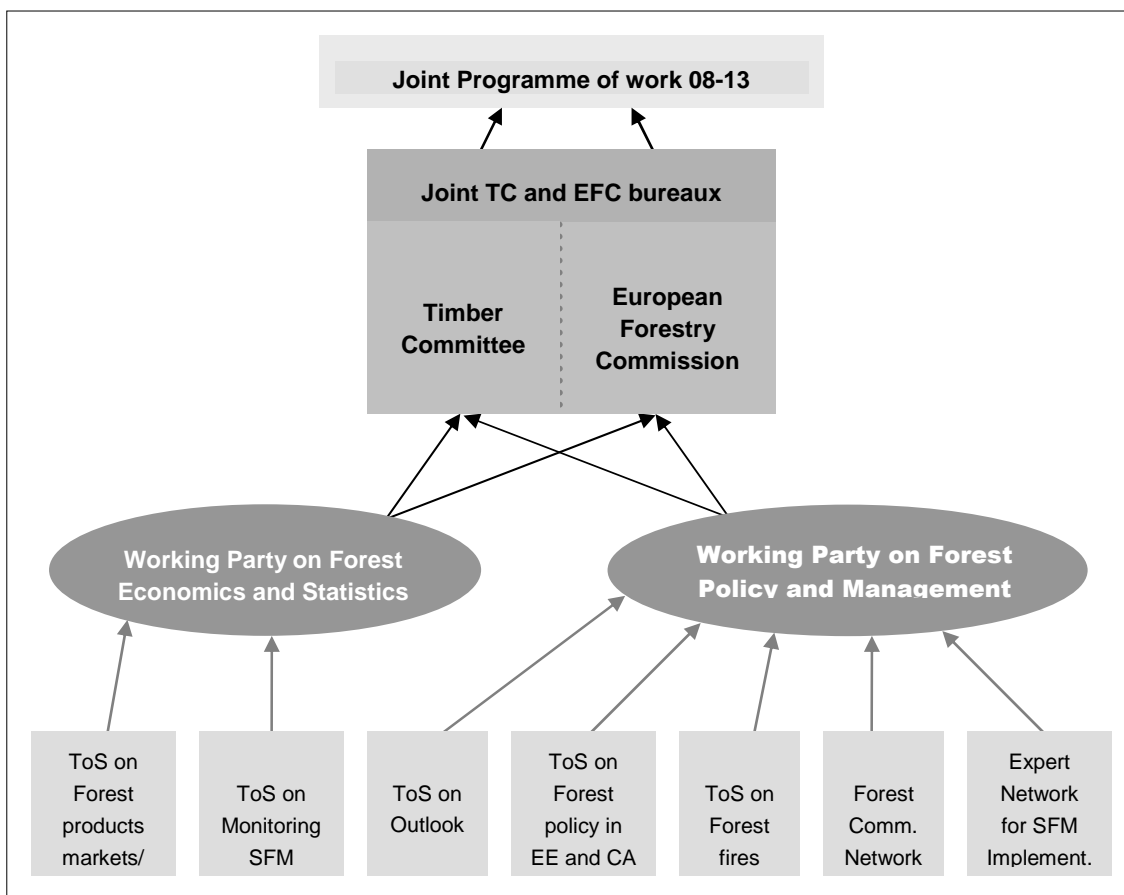 Joint Programme of work 08-13
Joint TC and EFC bureaux
Timber
Committee
European
Forestry
Commission
Working Party on Forest
Economics and Statistics
Working Party on Forest
Policy and Management
ToS on
Forest
products
markets/
ToS on
Monitoring
SFM
ToS on
Outlook
ToS on
Forest
policy in
EE and CA
ToS on
Forest
fires
Forest
Comm.
Network
Expert
Network
for SFM
Implement.